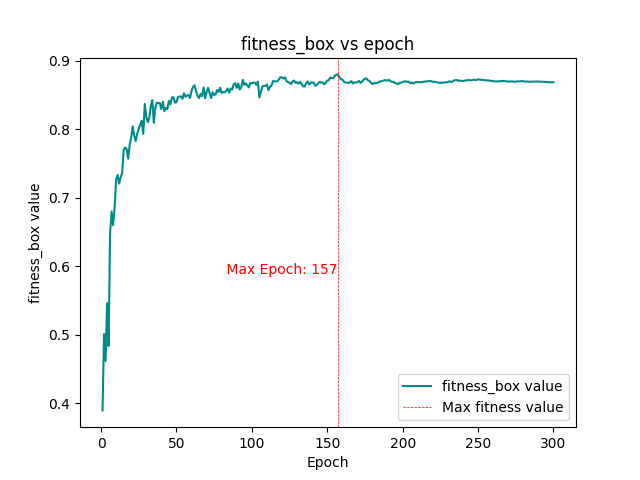 fitness_box vs epoch
fitness_box value
0.9
0.8
0.7
0.6
0.5
0.4
Max Epoch: 157
fitness_box value
Max fitness value
0
50
100
150
200
250
300
Epoch